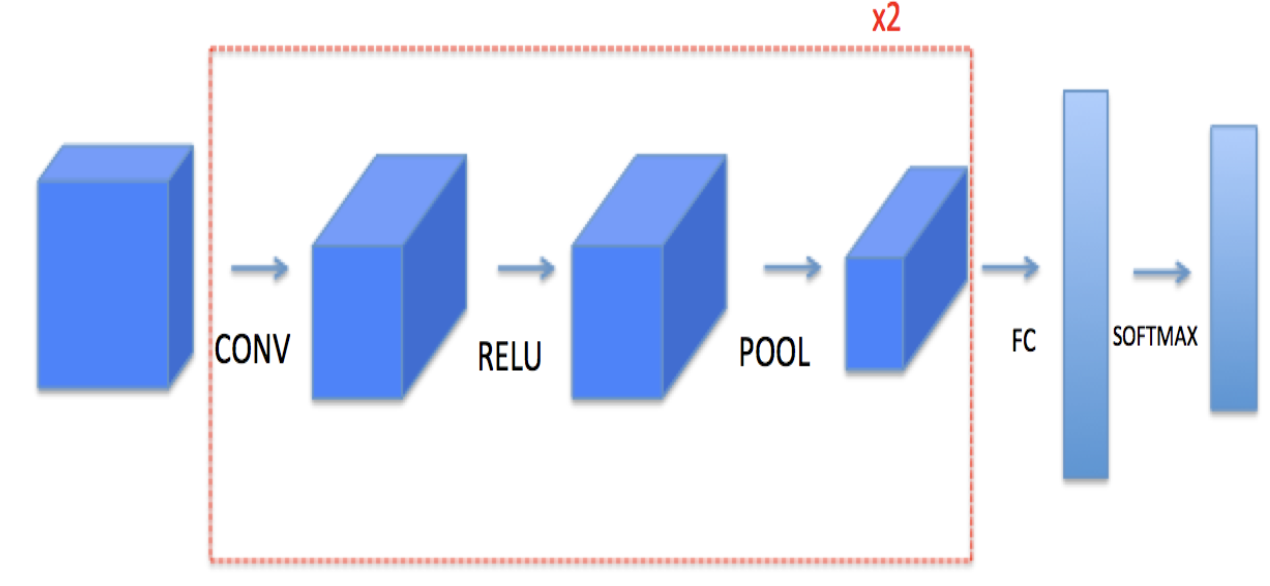 x2
CONV
RELU
POOL
FC
SOFTMAX